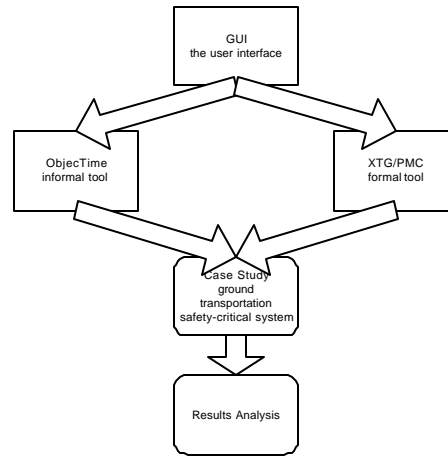 GUI
the user interface
ObjecTime
informal tool
XTG/PMC
formal tool
Case Study
ground
transportation
safety-critical system
Results Analysis